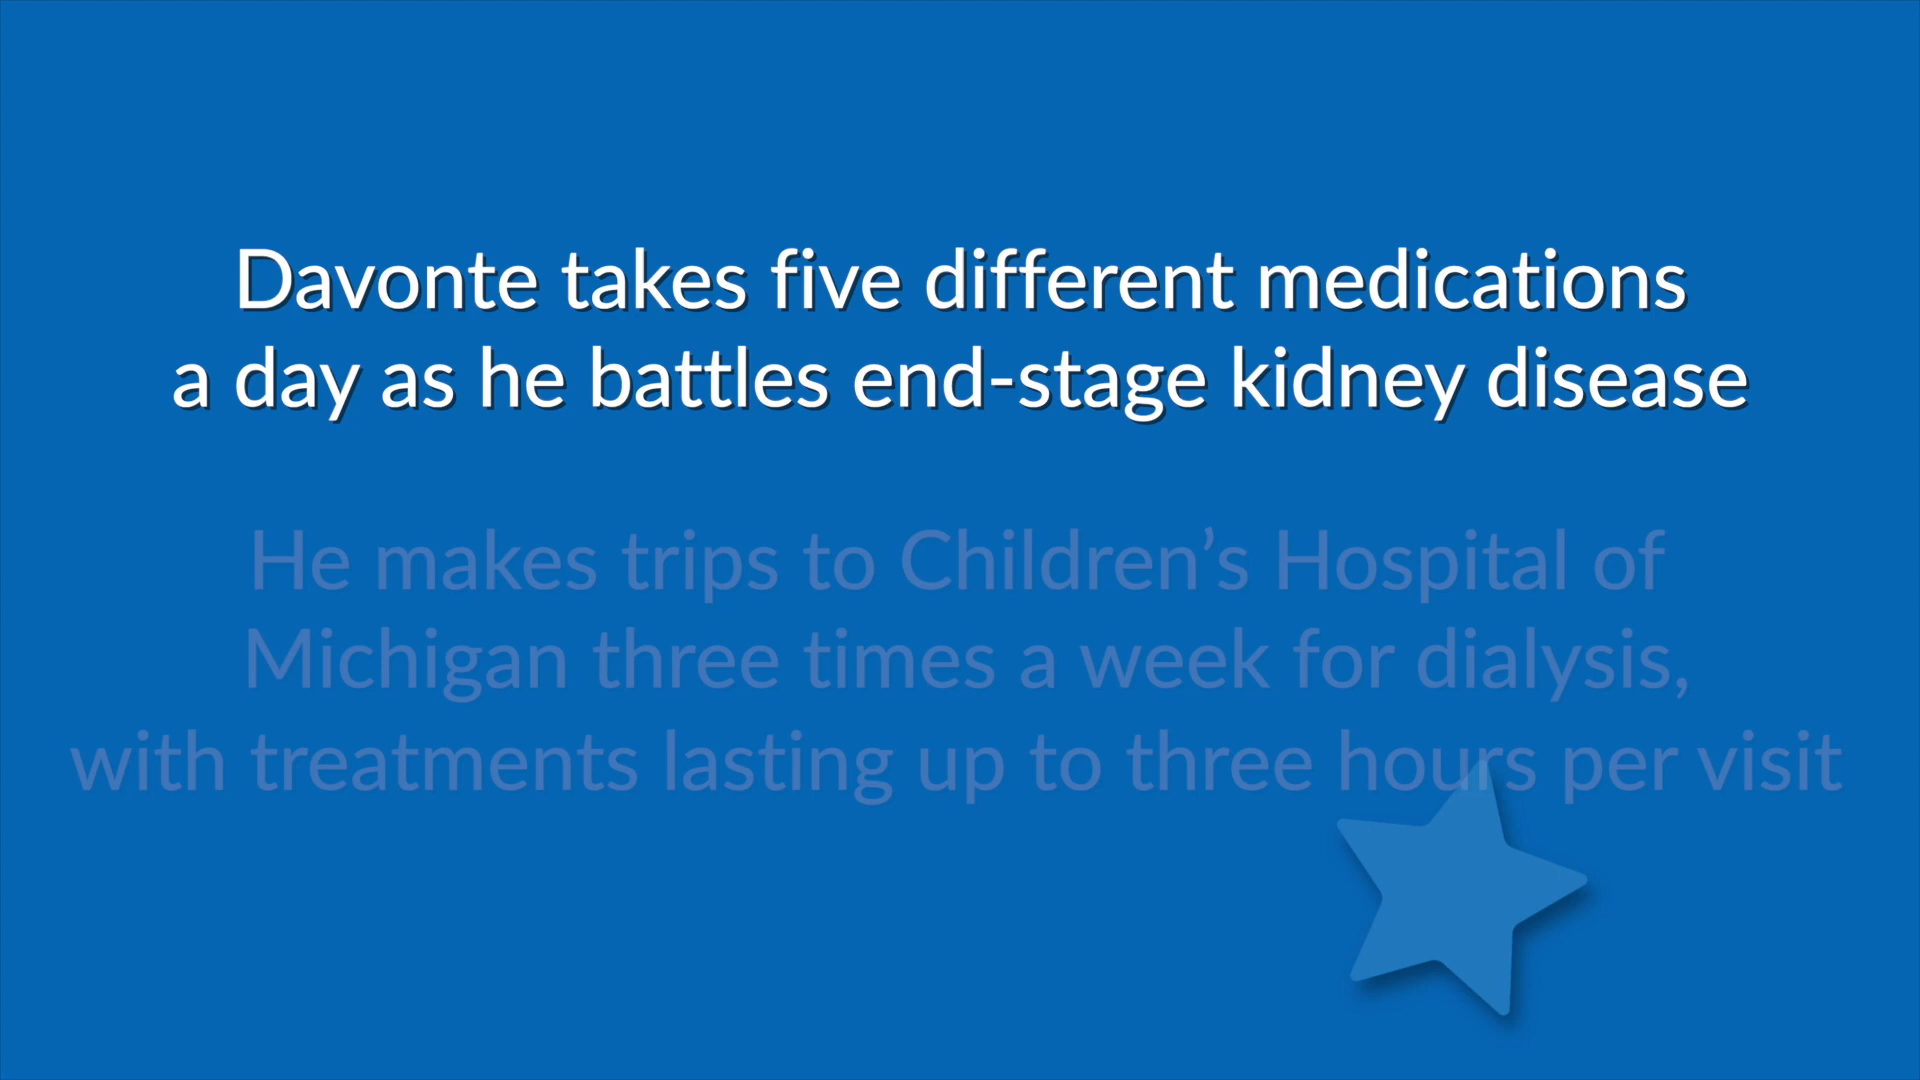 Davonte takes five different medications
a day as he battles end-stage kidney disease
He makes trips to Children’s Hospital of
Michigan three times a week for dialysis,
with treatments lasting up to three hours per visit